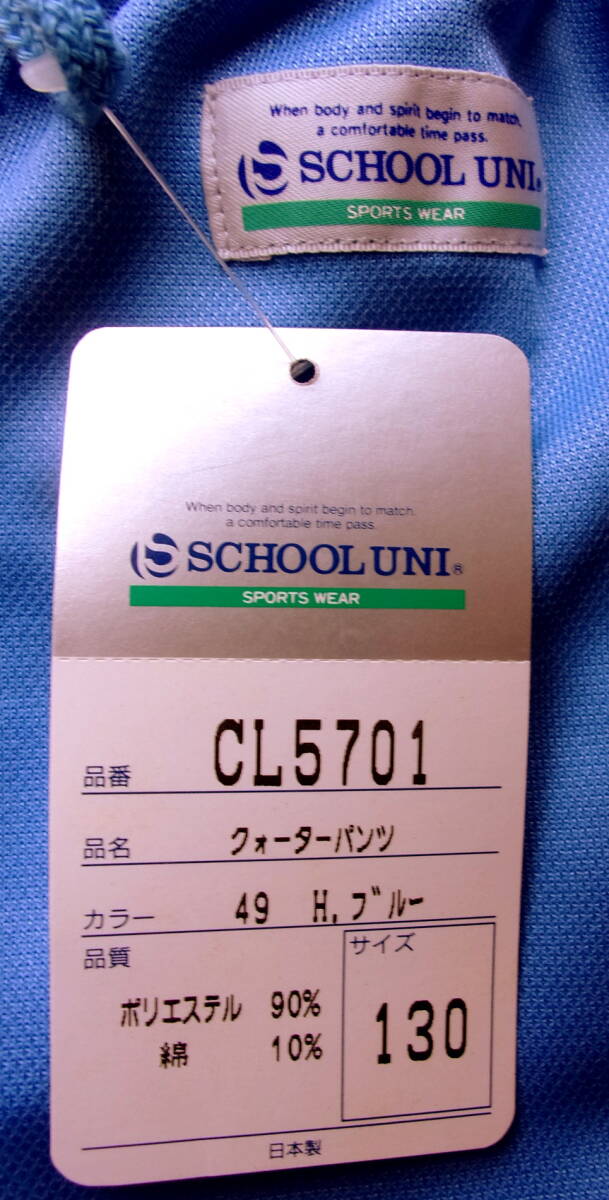 When body and spirit begin to match,
a comfortable time pass.
SCHOOL UNI®
SPORTS WEAR
When body and spirit begin to match.
a comfortable time pass.
SCHOOL UNI®
SPORTS WEAR
品番 CL5701
品名 クォーターパンツ
カラー 49 H.ブルー
品質
サイズ
ポリエステル 90%
綿 10%
130
日本製